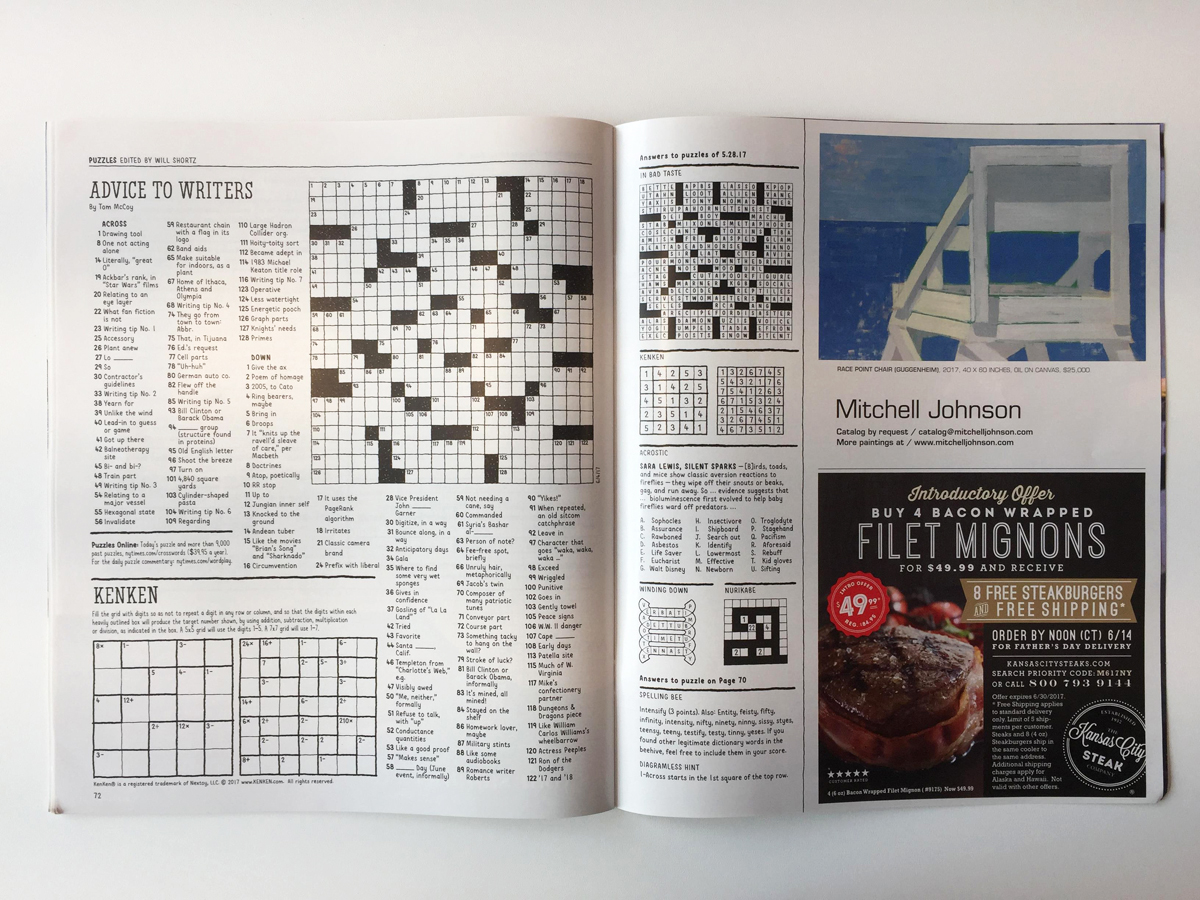 PUZZLES EDITED BY WILL SHORTZ
ADVICE TO WRITERS
By Tom McCoy
ACROSS
1 Drawing tool
8 One not acting
alone
14 Literally, "great
O"
19 Ackbar's rank, in
"Star Wars" films
20 Relating to an
eye layer
22 What fan fiction
is not
23 Writing tip No. 1
25 Accessory
26 Plant anew
27 Lo ____
29 So
30 Contractor's
guidelines
33 Writing tip No. 2
38 Yearn for
39 Unlike the wind
40 Lead-in to guess
or game
41 Got up there
42 Balneotherapy
site
45 Bi- and bi-?
48 Train part
49 Writing tip No. 3
54 Relating to a
major vessel
55 Hexagonal state
56 Invalidate
59 Restaurant chain
with a flag in its
logo
62 Band aids
65 Make suitable
for indoors, as a
plant
67 Home of Ithaca,
Athens and
Olympia
68 Writing tip No. 4
74 They go from
town to town:
Abbr.
75 That, in Tijuana
76 Ed.'s request
77 Cell parts
78 "Uh-huh"
80 German auto co.
82 Flew off the
handle
85 Writing tip No. 5
93 Bill Clinton or
Barack Obama
94 ____ group
(structure found
in proteins)
95 Old English letter
96 Shoot the breeze
97 Turn on
101 4,840 square
yards
103 Cylinder-shaped
pasta
104 Writing tip No. 6
109 Regarding
110 Large Hadron
Collider org.
111 Hoity-toity sort
112 Became adept in
114 1983 Michael
Keaton title role
116 Writing tip No. 7
123 Operative
124 Less watertight
125 Energetic pooch
126 Graph parts
127 Knights' needs
128 Primes
DOWN
1 Give the ax
2 Poem of homage
3 2005, to Cato
4 Ring bearers,
maybe
5 Bring in
6 Droops
7 It "knits up the
ravell'd sleave
of care," per
Macbeth
8 Doctrines
9 Atop, poetically
10 RR stop
11 Up to
12 Jungian inner self
13 Knocked to the
ground
14 Andean tuber
15 Like the movies
"Brian's Song"
and "Sharknado"
16 Circumvention
17 It uses the
PageRank
algorithm
18 Irritates
21 Classic camera
brand
24 Prefix with liberal
28 Vice President
John ____
Garner
30 Digitize, in a way
31 Bounce along, in a
way
32 Anticipatory days
34 Gala
35 Where to find
some very wet
sponges
36 Gives in
confidence
37 Gosling of "La La
Land"
42 Tried
43 Favorite
44 Santa ____,
Calif.
46 Templeton from
"Charlotte's Web,"
e.g.
47 Visibly awed
50 "Me, neither,"
formally
51 Refuse to talk,
with "up"
52 Conductance
quantities
53 Like a good proof
57 "Makes sense"
58 ____ Day (June
event, informally)
59 Not needing a
cane, say
60 Commanded
61 Syria's Bashar
al-____
63 Person of note?
64 Fee-free spot,
briefly
66 Unruly hair,
metaphorically
69 Jacob's twin
70 Composer of
many patriotic
tunes
71 Conveyor part
72 Course part
73 Something tacky
to hang on the
wall?
79 Stroke of luck?
81 Bill Clinton or
Barack Obama,
informally
83 It's mined, all
mined!
84 Stayed on the
shelf
86 Homework lover,
maybe
87 Military stints
88 Like some
audiobooks
89 Romance writer
Roberts
90 "Yikes!"
91 When repeated,
an old sitcom
catchphrase
92 Leave in
97 Character that
goes "waka, waka,
waka ..."
98 Exceed
99 Wriggled
100 Punitive
102 Goes in
103 Gently towel
105 Peace signs
106 W.W. II danger
107 Cape ____
108 Early days
113 Patella site
115 Much of W.
Virginia
117 Mike's
confectionery
partner
118 Dungeons &
Dragons piece
119 Like William
Carlos Williams's
wheelbarrow
120 Actress Peeples
121 Ron of the
Dodgers
122 '17 and '18
Puzzles Online: Today's puzzle and more than 9,000
past puzzles, nytimes.com/crosswords ($39.95 a year).
For the daily puzzle commentary: nytimes.com/wordplay.
KENKEN
Fill the grid with digits so as not to repeat a digit in any row or column, and so that the digits within each
heavily outlined box will produce the target number shown, by using addition, subtraction, multiplication
or division, as indicated in the box. A 5x5 grid will use the digits 1–5. A 7x7 grid will use 1–7.
KenKen® is a registered trademark of Nextoy, LLC. © 2017 www.KENKEN.com. All rights reserved.
72
Answers to puzzles of 5.28.17
IN BAD TASTE
KENKEN
1 4 2 5 3
3 1 4 2 5
4 5 1 3 2
2 3 5 1 4
5 2 3 4 1
ACROSTIC
SARA LEWIS, SILENT SPARKS — [B]irds, toads,
and mice show classic aversion reactions to
fireflies — they wipe off their snouts or beaks,
gag, and run away. So ... evidence suggests that
... bioluminescence first evolved to help baby
fireflies ward off predators. ...
A. Sophocles
B. Assurance
C. Rawboned
D. Asbestos
E. Life Saver
F. Eucharist
G. Walt Disney
H. Insectivore
I. Shipboard
J. Search out
K. Identify
L. Lowermost
M. Effective
N. Newborn
O. Troglodyte
P. Stagehand
Q. Pacifism
R. Aforesaid
S. Rebuff
T. Kid gloves
U. Sifting
WINDING DOWN
NURIKABE
Answers to puzzle on Page 70
SPELLING BEE
Intensify (3 points). Also: Entity, feisty, fifty,
infinity, intensity, nifty, ninety, ninny, sissy, styes,
teensy, teeny, testify, testy, tinny, yeses. If you
found other legitimate dictionary words in the
beehive, feel free to include them in your score.
DIAGRAMLESS HINT
1-Across starts in the 1st square of the top row.
RACE POINT CHAIR (GUGGENHEIM), 2017, 40 X 60 INCHES, OIL ON CANVAS, $25,000
Mitchell Johnson
Catalog by request / catalog@mitchelljohnson.com
More paintings at / www.mitchelljohnson.com
Introductory Offer
BUY 4 BACON WRAPPED
FILET MIGNONS
FOR $49.99 AND RECEIVE
8 FREE STEAKBURGERS
AND FREE SHIPPING*
INTRO OFFER
$49.99*
REG. $84.95
ORDER BY NOON (CT) 6/14
FOR FATHER'S DAY DELIVERY
KANSASCITYSTEAKS.COM
SEARCH PRIORITY CODE: M617NY
OR CALL 800 793 9144
Offer expires 6/30/2017.
* Free Shipping applies
to standard delivery
only. Limit of 5 ship-
ments per customer.
Steaks and 8 (4 oz)
Steakburgers ship in
the same cooler to
the same address.
Additional shipping
charges apply for
Alaska and Hawaii. Not
valid with other offers.
ESTABLISHED
1932
THE
Kansas City
STEAK
COMPANY
CUSTOMER RATED
4 (6 oz) Bacon Wrapped Filet Mignon (#9175) Now $49.99